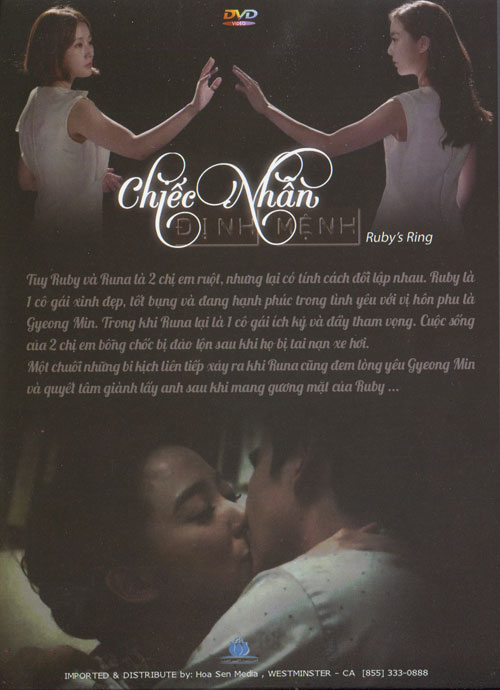 DVD
VIDEO
Chiếc Nhẫn
ĐỊNH MỆNH
Ruby's Ring
Tuy Ruby và Runa là 2 chị em ruột, nhưng lại có tính cách đối lập nhau. Ruby là
1 cô gái xinh đẹp, tốt bụng và đang hạnh phúc trong tình yêu với vị hôn phu là
Gyeong Min. Trong khi Runa lại là 1 cô gái ích kỷ và đầy tham vọng. Cuộc sống
của 2 chị em bỗng chốc bị đảo lộn sau khi họ bị tai nạn xe hơi.
Một chuỗi những bi kịch liên tiếp xảy ra khi Runa cũng đem lòng yêu Gyeong Min
và quyết tâm giành lấy anh sau khi mang gương mặt của Ruby ...
IMPORTED & DISTRIBUTE by: Hoa Sen Media , WESTMINSTER – CA [855] 333-0888